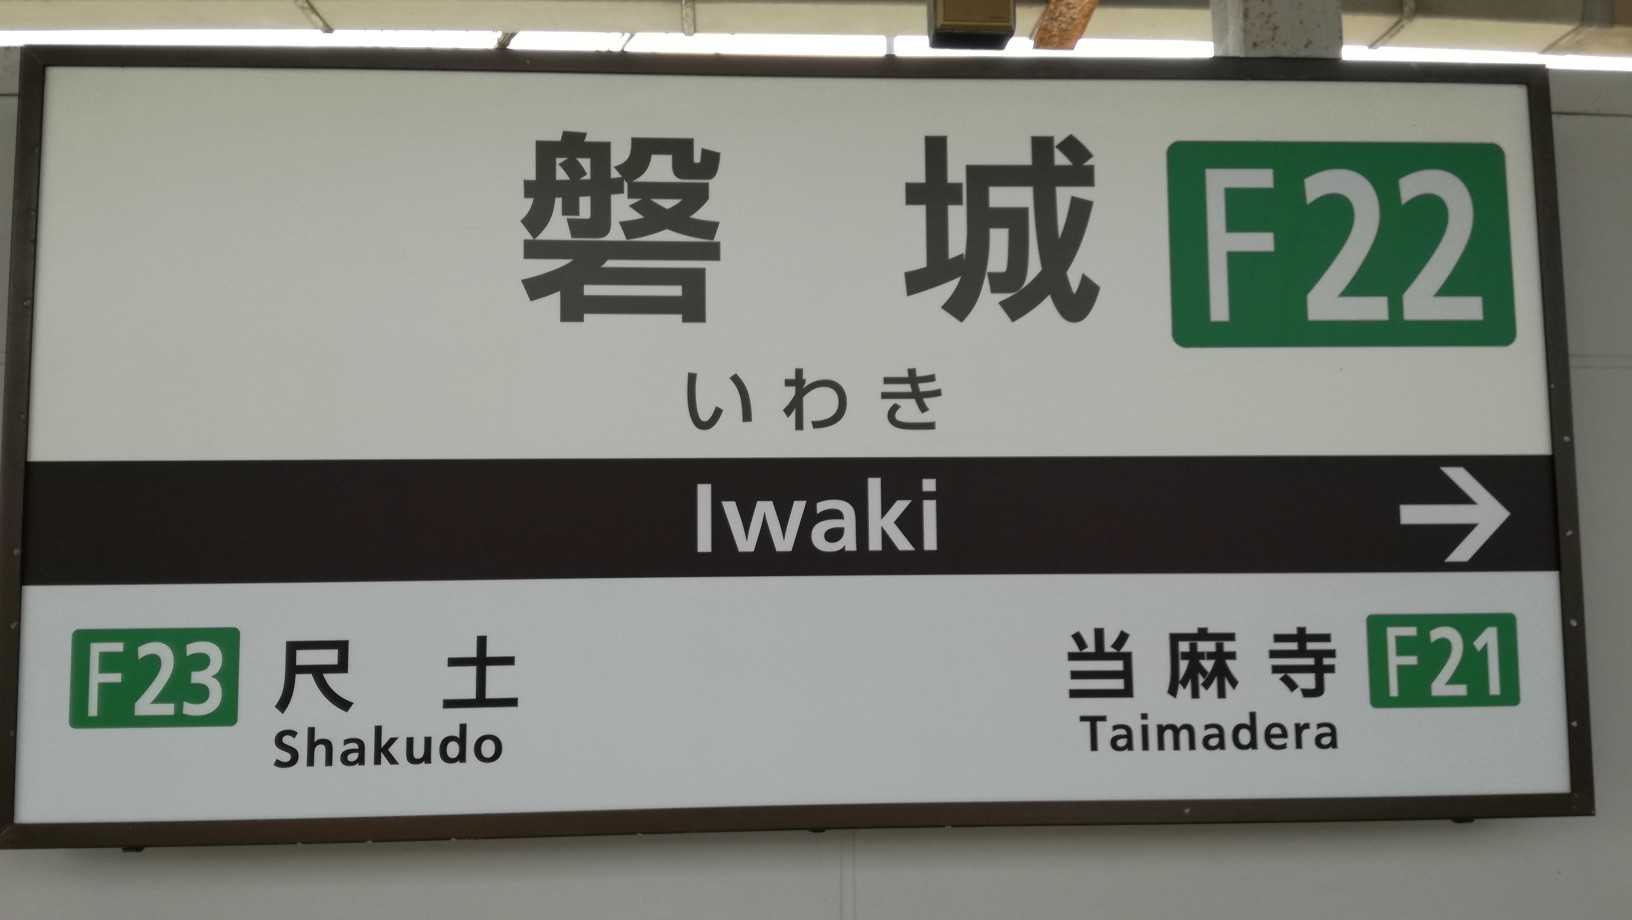 磐城 F22
いわき
Iwaki →
F23 尺土 当麻寺 F21
Shakudo Taimadera